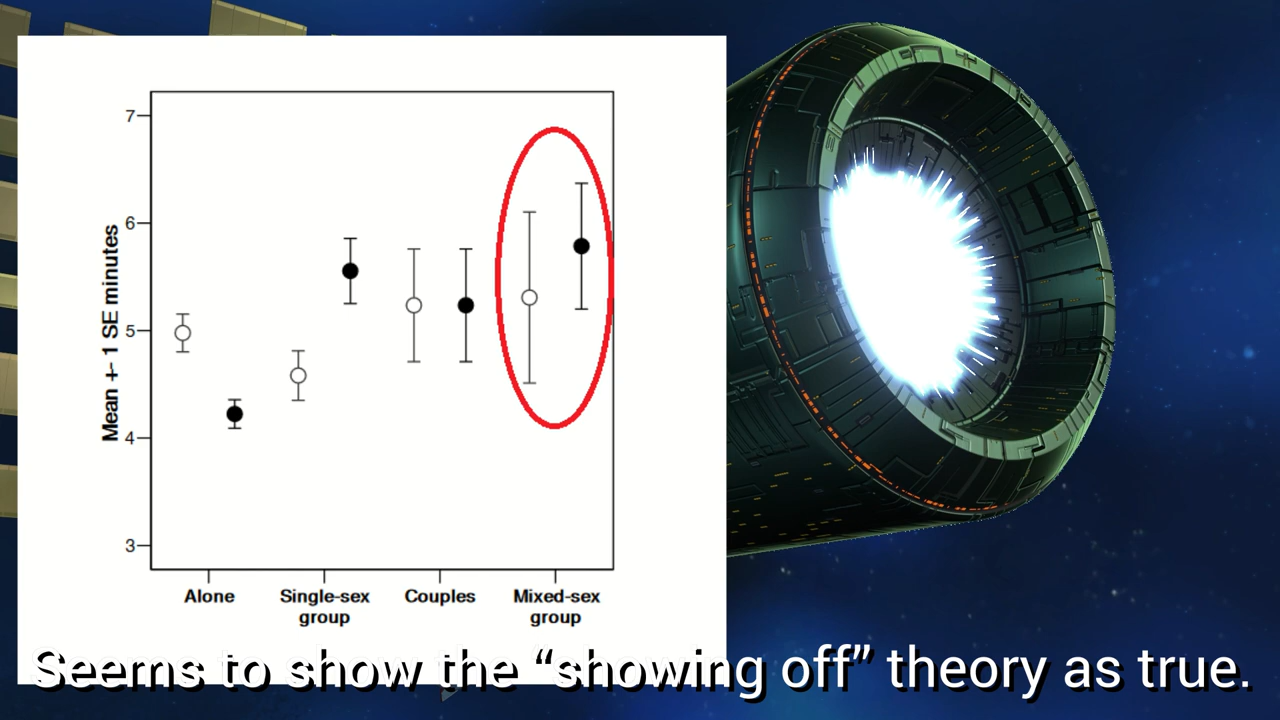 7
6
5
4
3
Mean +- 1 SE minutes
Alone
Single-sex
group
Couples
Mixed-sex
group
Seems to show the “showing off” theory as true.